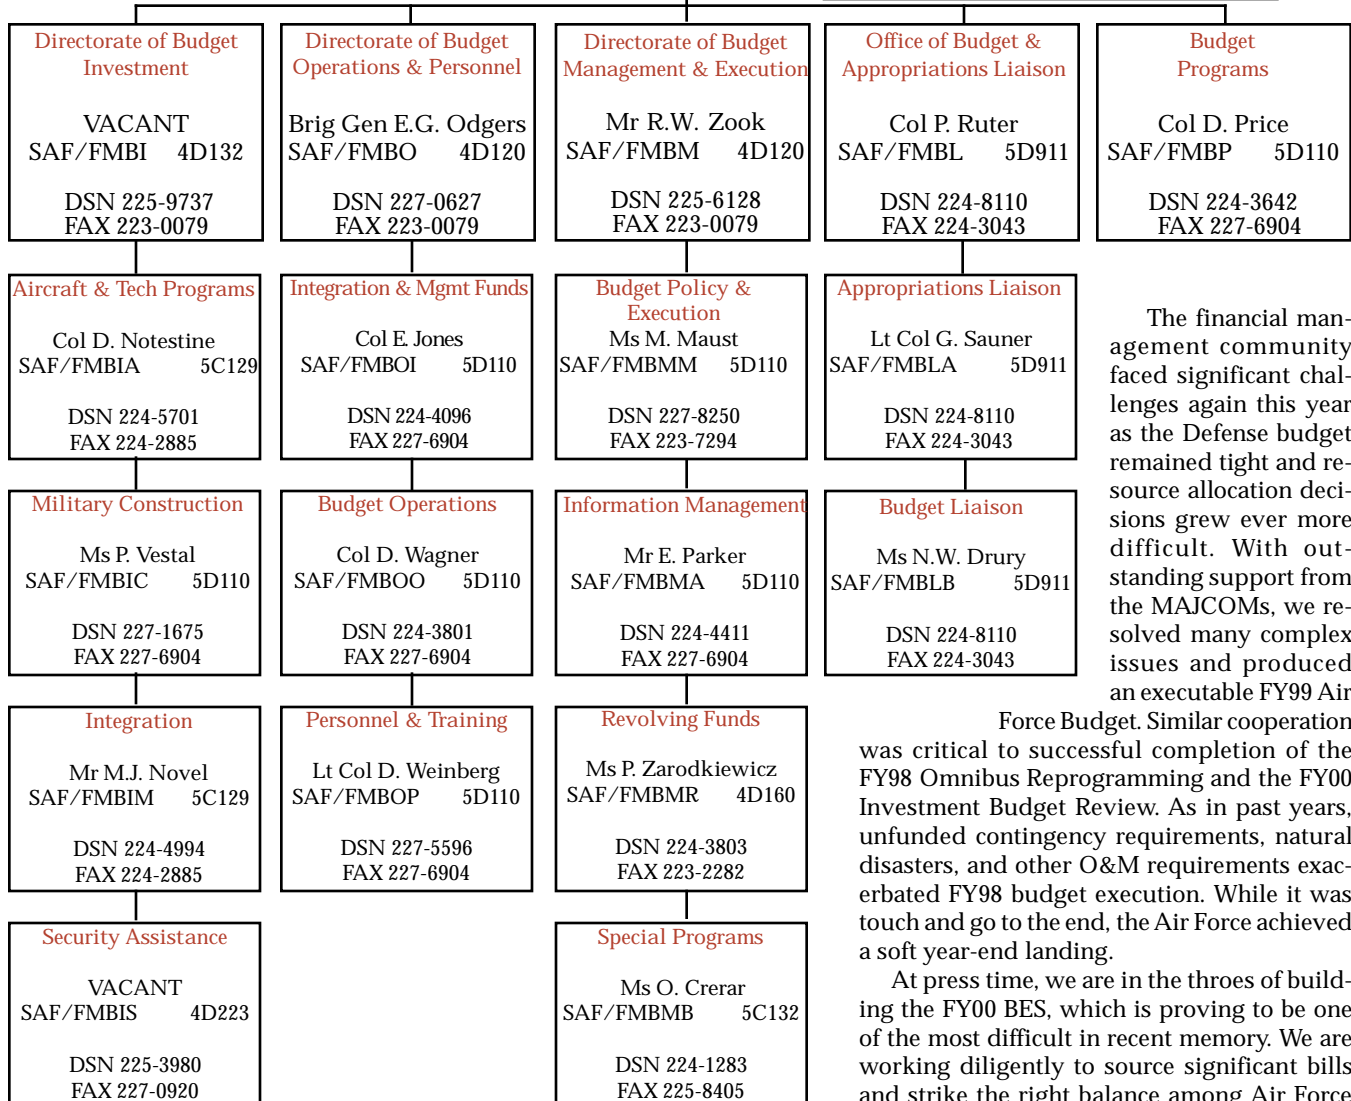 Directorate of Budget
Investment
VACANT
SAF/FMBI 4D132
DSN 225-9737
FAX 223-0079
Directorate of Budget
Operations & Personnel
Brig Gen E.G. Odgers
SAF/FMBO 4D120
DSN 227-0627
FAX 223-0079
Directorate of Budget
Management & Execution
Mr R.W. Zook
SAF/FMBM 4D120
DSN 225-6128
FAX 223-0079
Office of Budget &
Appropriations Liaison
Col P. Ruter
SAF/FMBL 5D911
DSN 224-8110
FAX 224-3043
Budget
Programs
Col D. Price
SAF/FMBP 5D110
DSN 224-3642
FAX 227-6904
Aircraft & Tech Programs
Col D. Notestine
SAF/FMBIA 5C129
DSN 224-5701
FAX 224-2885
Integration & Mgmt Funds
Col E. Jones
SAF/FMBOI 5D110
DSN 224-4096
FAX 227-6904
Budget Policy &
Execution
Ms M. Maust
SAF/FMBMM 5D110
DSN 227-8250
FAX 223-7294
Appropriations Liaison
Lt Col G. Sauner
SAF/FMBLA 5D911
DSN 224-8110
FAX 224-3043
Military Construction
Ms P. Vestal
SAF/FMBIC 5D110
DSN 227-1675
FAX 227-6904
Budget Operations
Col D. Wagner
SAF/FMBOO 5D110
DSN 224-3801
FAX 227-6904
Information Management
Mr E. Parker
SAF/FMBMA 5D110
DSN 224-4411
FAX 227-6904
Budget Liaison
Ms N.W. Drury
SAF/FMBLB 5D911
DSN 224-8110
FAX 224-3043
Integration
Mr M.J. Novel
SAF/FMBIM 5C129
DSN 224-4994
FAX 224-2885
Personnel & Training
Lt Col D. Weinberg
SAF/FMBOP 5D110
DSN 227-5596
FAX 227-6904
Revolving Funds
Ms P. Zarodkiewicz
SAF/FMBMR 4D160
DSN 224-3803
FAX 223-2282
Security Assistance
VACANT
SAF/FMBIS 4D223
DSN 225-3980
FAX 227-0920
Special Programs
Ms O. Crerar
SAF/FMBMB 5C132
DSN 224-1283
FAX 225-8405
The financial man-
agement community
faced significant chal-
lenges again this year
as the Defense budget
remained tight and re-
source allocation deci-
sions grew ever more
difficult. With out-
standing support from
the MAJCOMs, we re-
solved many complex
issues and produced
an executable FY99 Air
Force Budget. Similar cooperation
was critical to successful completion of the
FY98 Omnibus Reprogramming and the FY00
Investment Budget Review. As in past years,
unfunded contingency requirements, natural
disasters, and other O&M requirements exac-
erbated FY98 budget execution. While it was
touch and go to the end, the Air Force achieved
a soft year-end landing.
At press time, we are in the throes of build-
ing the FY00 BES, which is proving to be one
of the most difficult in recent memory. We are
working diligently to source significant bills
and strike the right balance among Air Force